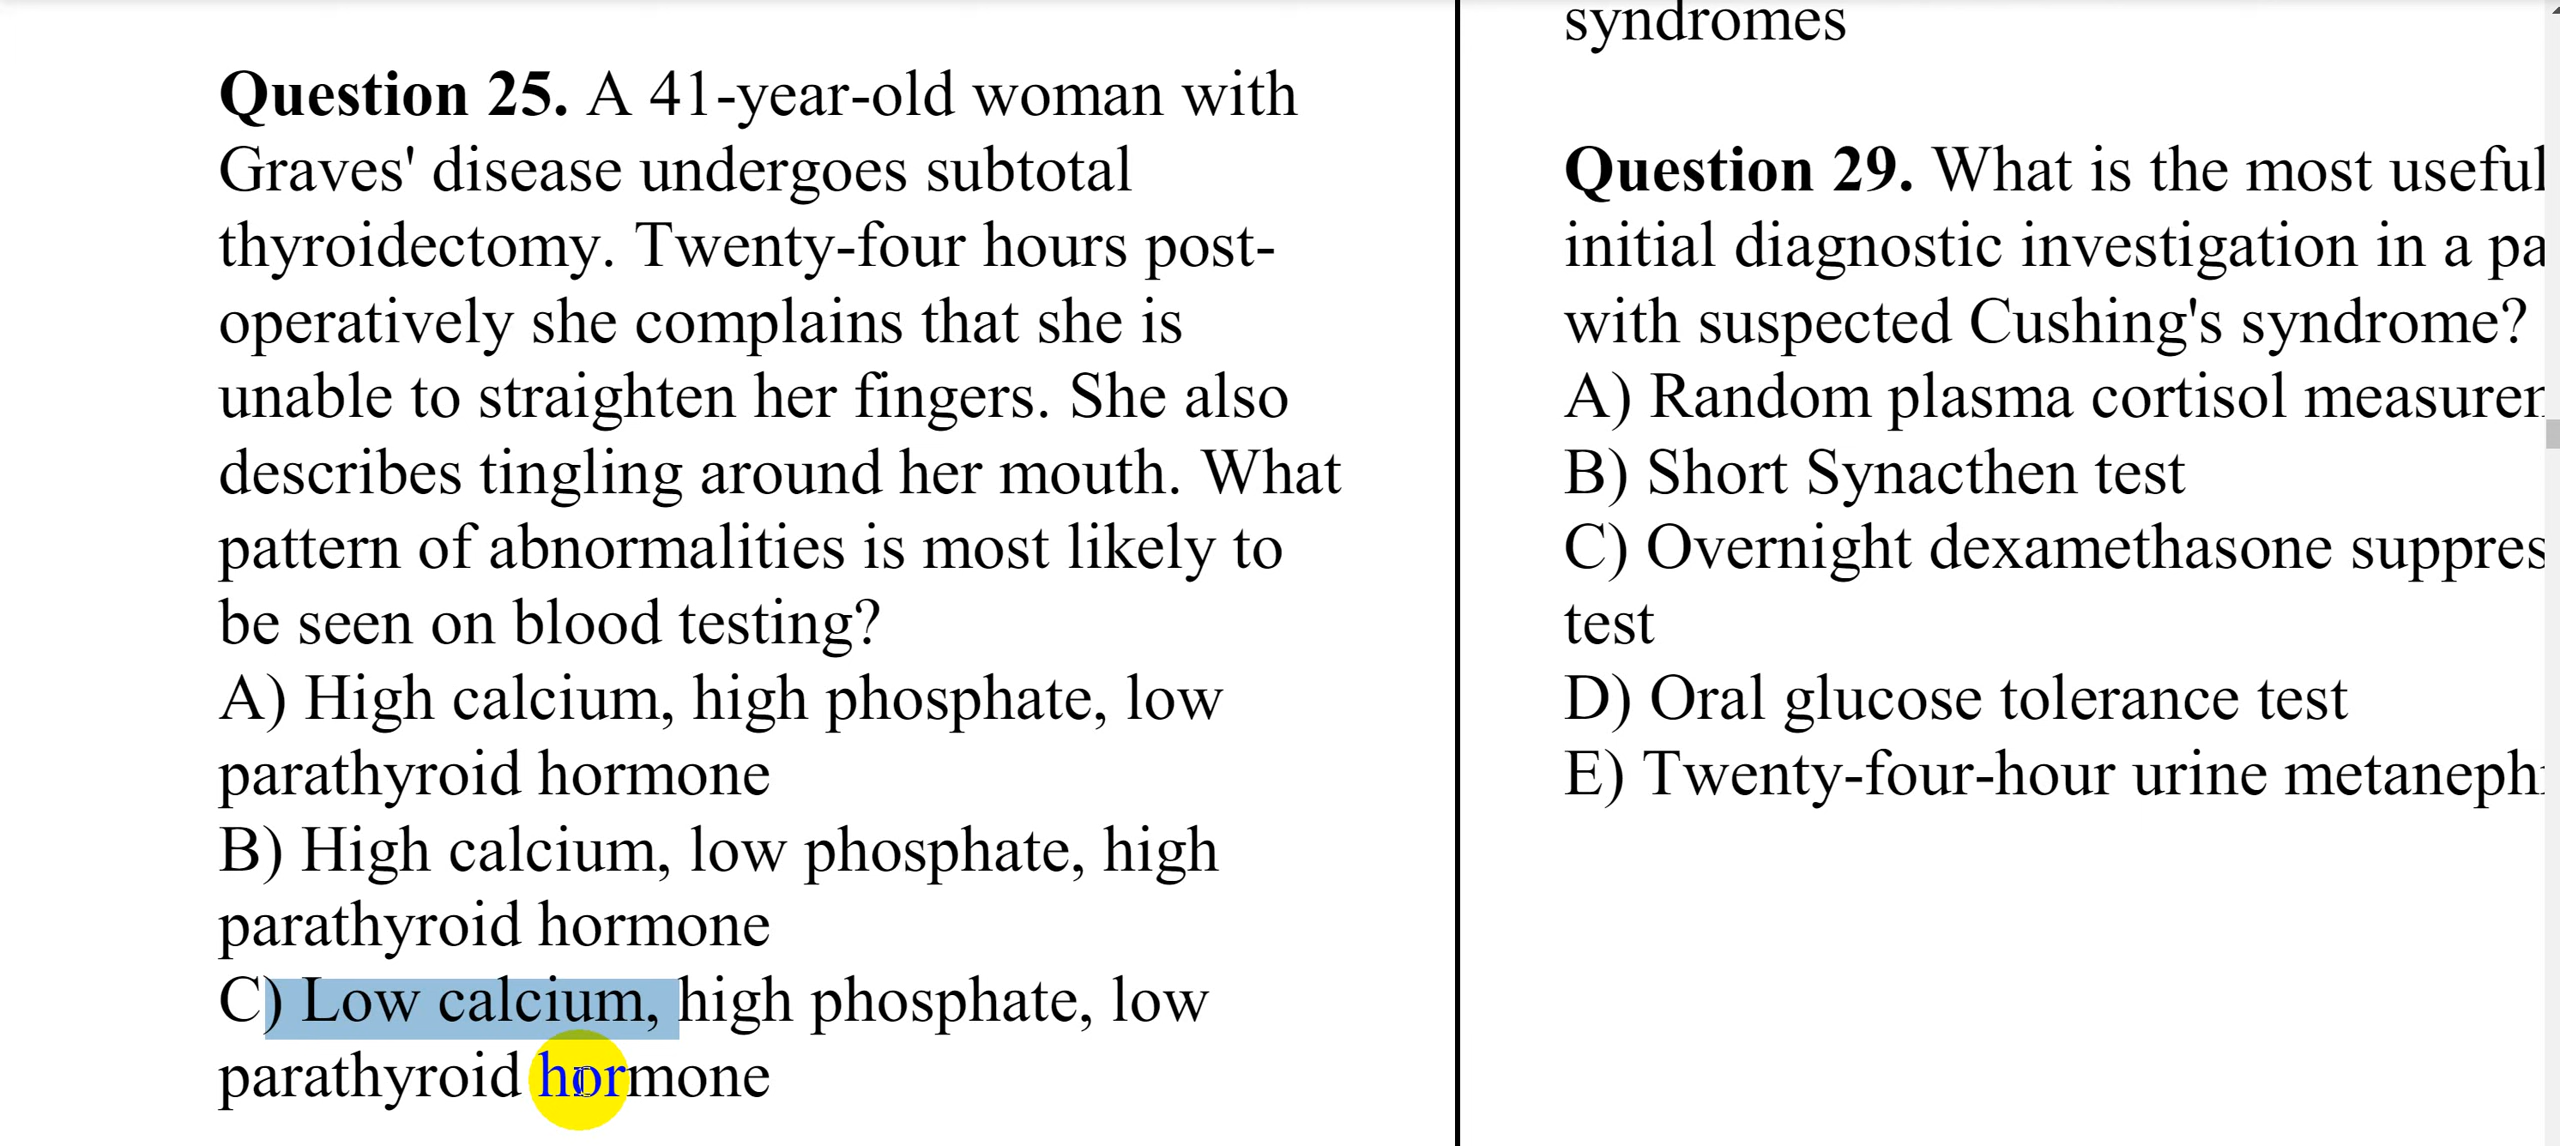 Question 25. A 41-year-old woman with
Graves' disease undergoes subtotal
thyroidectomy. Twenty-four hours post-
operatively she complains that she is
unable to straighten her fingers. She also
describes tingling around her mouth. What
pattern of abnormalities is most likely to
be seen on blood testing?
A) High calcium, high phosphate, low
parathyroid hormone
B) High calcium, low phosphate, high
parathyroid hormone
C) Low calcium, high phosphate, low
parathyroid hormone
syndromes
Question 29. What is the most useful
initial diagnostic investigation in a
with suspected Cushing's syndrome?
A) Random plasma cortisol
B) Short Synacthen test
C) Overnight dexamethasone
test
D) Oral glucose tolerance test
E) Twenty-four-hour urine